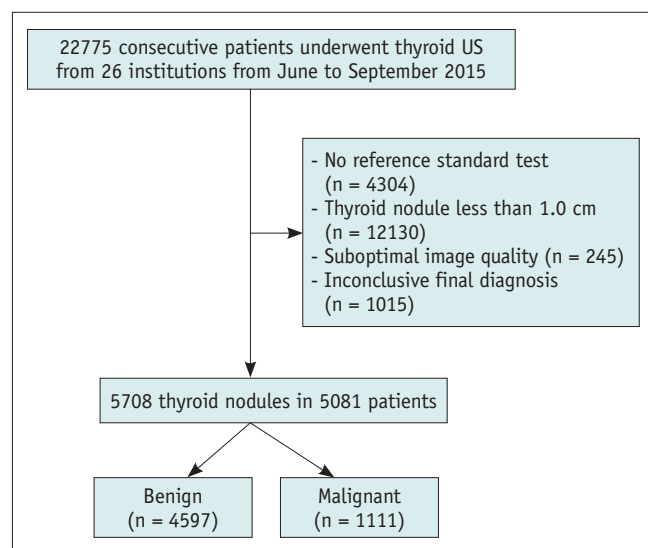 22775 consecutive patients underwent thyroid US
from 26 institutions from June to September 2015
- No reference standard test
(n = 4304)
- Thyroid nodule less than 1.0 cm
(n = 12130)
- Suboptimal image quality (n = 245)
- Inconclusive final diagnosis
(n = 1015)
5708 thyroid nodules in 5081 patients
Benign
(n = 4597)
Malignant
(n = 1111)